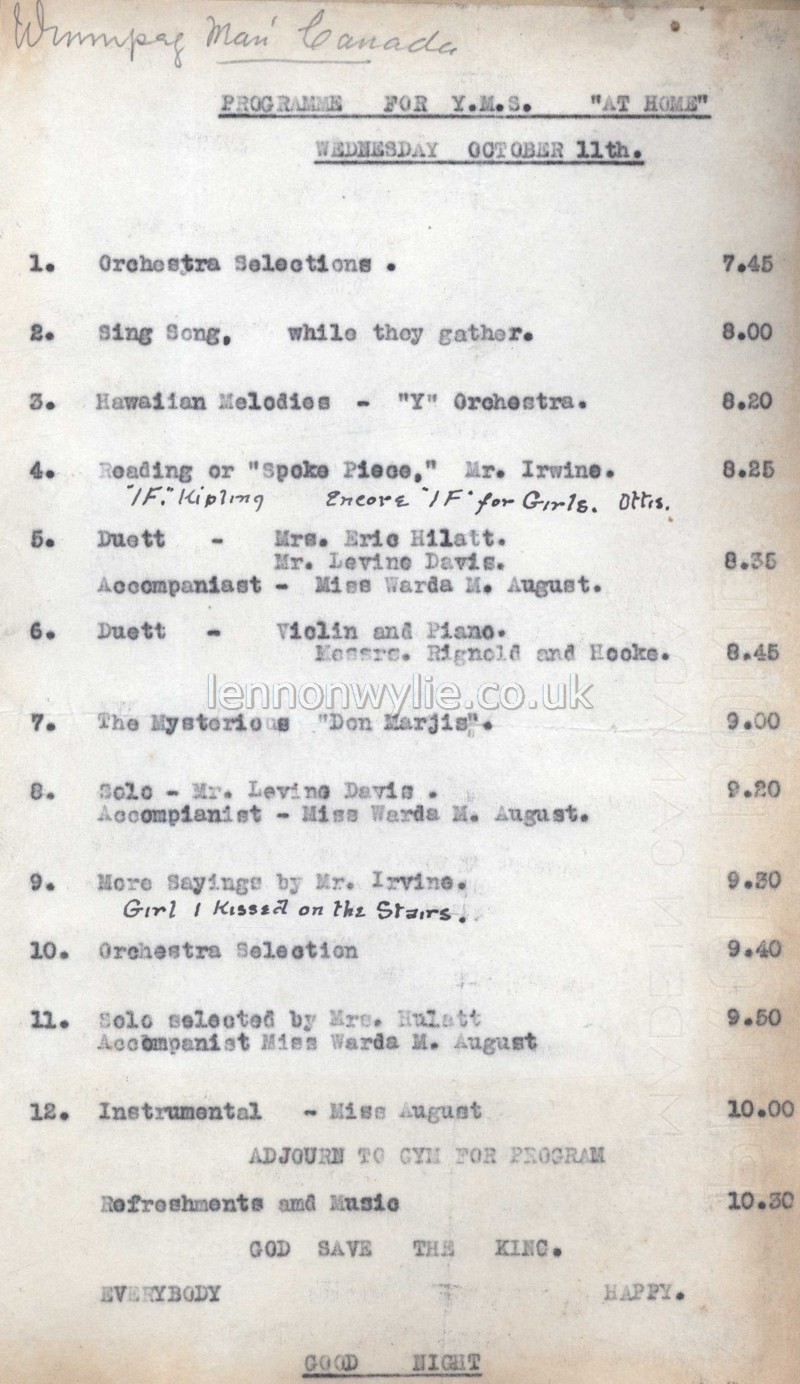 Winnipeg Man Canada
PROGRAMME FOR Y.M.S. "AT HOME"
WEDNESDAY OCTOBER 11th.
1. Orchestra Selections . 7.45
2. Sing Song, while they gather. 8.00
3. Hawaiian Melodies - "Y" Orchestra. 8.20
4. Reading or "Spoke Piece," Mr. Irwine. 8.25
"IF." Kipling Encore "IF" for Girls. Ottis.
5. Duett - Mrs. Eric Hilatt.
Mr. Levine Davis. 8.35
Accompaniast - Miss Warda M. August.
6. Duett - Violin and Piano.
Messrs. Rignold and Hooke. 8.45
lennonwylie.co.uk
7. The Mysterious "Don Marjis". 9.00
8. Solo - Mr. Levine Davis . 9.20
Accompianist - Miss Warda M. August.
9. More Sayings by Mr. Irvine. 9.30
Girl I Kissed on the Stairs.
10. Orchestra Selection 9.40
11. Solo selected by Mrs. Hulatt 9.50
Accompanist Miss Warda M. August
12. Instrumental - Miss August 10.00
ADJOURN TO GYM FOR PROGRAM
Refreshments amd Music 10.30
GOD SAVE THE KING.
EVERYBODY HAPPY.
GOOD NIGHT